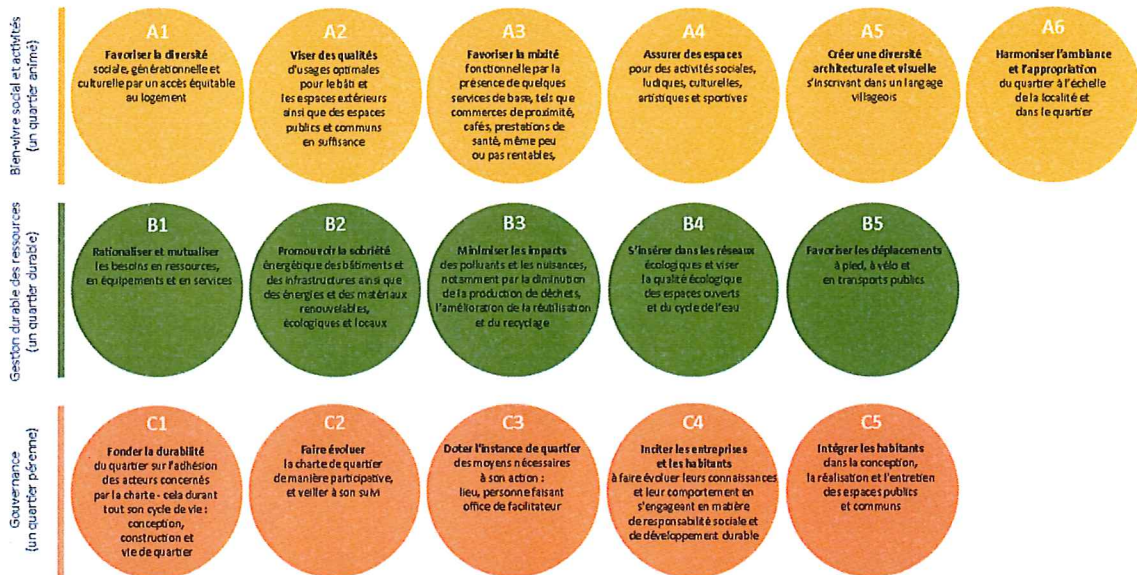 Bien-vivre social et activités
(un quartier animé)
A1
Favoriser la diversité
sociale, générationnelle et
culturelle par un accès équitable
au logement
A2
Viser des qualités
d'usages optimales
pour le bâti et
les espaces extérieurs
ainsi que des espaces
publics et communs
en suffisance
A3
Favoriser la mixité
fonctionnelle par la
présence de quelques
services de base, tels que
commerces de proximité,
cafés, prestations de
santé, même peu
ou pas rentables,
A4
Assurer des espaces
pour des activités sociales,
ludiques, culturelles,
artistiques et sportives
A5
Créer une diversité
architecturale et visuelle
s'inscrivant dans un langage
villageois
A6
Harmoniser l'ambiance
et l'appropriation
du quartier à l'échelle
de la localité et
dans le quartier
Gestion durable des ressources
(un quartier durable)
B1
Rationaliser et mutualiser
les besoins en ressources,
en équipements et en services
B2
Promouvoir la sobriété
énergétique des bâtiments et
des infrastructures ainsi que
des énergies et des matériaux
renouvelables,
écologiques et locaux
B3
Minimiser les impacts
des polluants et les nuisances,
notamment par la diminution
de la production de déchets,
l'amélioration de la réutilisation
et du recyclage
B4
S'insérer dans les réseaux
écologiques et viser
la qualité écologique
des espaces ouverts
et du cycle de l'eau
B5
Favoriser les déplacements
à pied, à vélo et
en transports publics
Gouvernance
(un quartier pérenne)
C1
Fonder la durabilité
du quartier sur l'adhésion
des acteurs concernés
par la charte - cela durant
tout son cycle de vie :
conception,
construction et
vie de quartier
C2
Faire évoluer
la charte de quartier
de manière participative,
et veiller à son suivi
C3
Doter l'instance de quartier
des moyens nécessaires
à son action :
lieu, personne faisant
office de facilitateur
C4
Inciter les entreprises
et les habitants
à faire évoluer leurs connaissances
et leur comportement en
s'engageant en matière
de responsabilité sociale et
de développement durable
C5
Intégrer les habitants
dans la conception,
la réalisation et l'entretien
des espaces publics
et communs